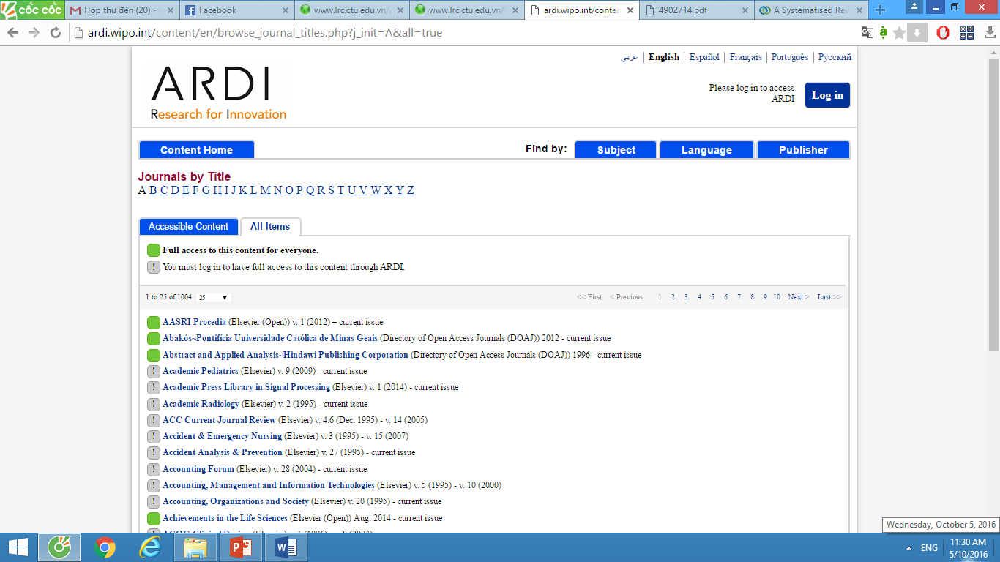 cốc cốc
Hộp thư đến (20) -
Facebook
www.lrc.ctu.edu.vn/
www.lrc.ctu.edu.vn/
ardi.wipo.int/conten
4902714.pdf
A Systematised Rev
ardi.wipo.int/content/en/browse_journal_titles.php?j_init=A&all=true
عربي English Español Français Português Русский
ARDI
Research for Innovation
Please log in to access
ARDI
Log in
Content Home
Find by: Subject Language Publisher
Journals by Title
A B C D E F G H I J K L M N O P Q R S T U V W X Y Z
Accessible Content All Items
Full access to this content for everyone.
! You must log in to have full access to this content through ARDI.
1 to 25 of 1004 25 << First < Previous 1 2 3 4 5 6 7 8 9 10 Next > Last >>
AASRI Procedia (Elsevier (Open)) v. 1 (2012) – current issue
Abakós~Pontifícia Universidade Católica de Minas Geais (Directory of Open Access Journals (DOAJ)) 2012 - current issue
Abstract and Applied Analysis~Hindawi Publishing Corporation (Directory of Open Access Journals (DOAJ)) 1996 - current issue
! Academic Pediatrics (Elsevier) v. 9 (2009) - current issue
! Academic Press Library in Signal Processing (Elsevier) v. 1 (2014) - current issue
! Academic Radiology (Elsevier) v. 2 (1995) - current issue
! ACC Current Journal Review (Elsevier) v. 4:6 (Dec. 1995) - v. 14 (2005)
! Accident & Emergency Nursing (Elsevier) v. 3 (1995) - v. 15 (2007)
! Accident Analysis & Prevention (Elsevier) v. 27 (1995) - current issue
! Accounting Forum (Elsevier) v. 28 (2004) - current issue
! Accounting, Management and Information Technologies (Elsevier) v. 5 (1995) - v. 10 (2000)
! Accounting, Organizations and Society (Elsevier) v. 20 (1995) - current issue
Achievements in the Life Sciences (Elsevier (Open)) Aug. 2014 - current issue
Wednesday, October 5, 2016
ENG
11:30 AM
5/10/2016